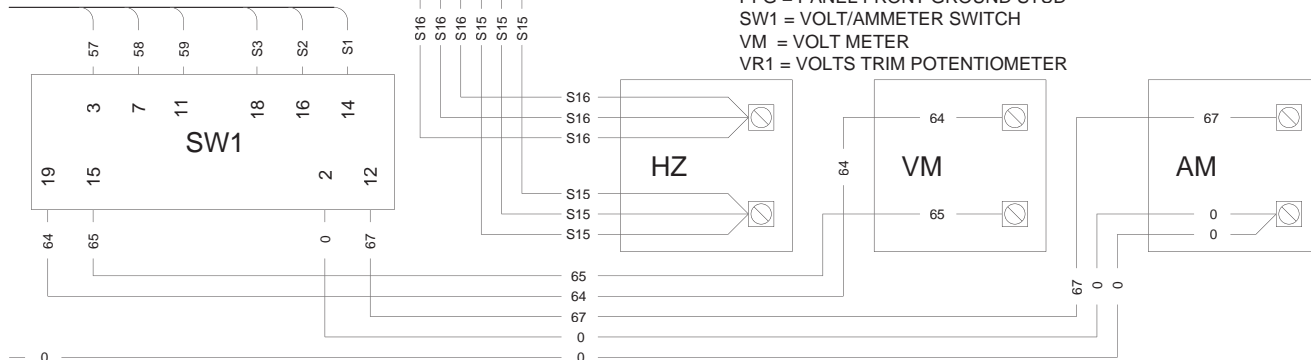 FPG = PANEL FRONT GROUND STUD
SW1 = VOLT/AMMETER SWITCH
VM = VOLT METER
VR1 = VOLTS TRIM POTENTIOMETER
57 58 59 S3 S2 S1
S16 S16 S16 S15 S15 S15
3 7 11 18 16 14
SW1
19 15 2 12
64 65 0 67
S16
S16
S16
HZ
S15
S15
S15
64
64
VM
65
67
AM
0
0
65
64
67
0
67 0 0
0 0